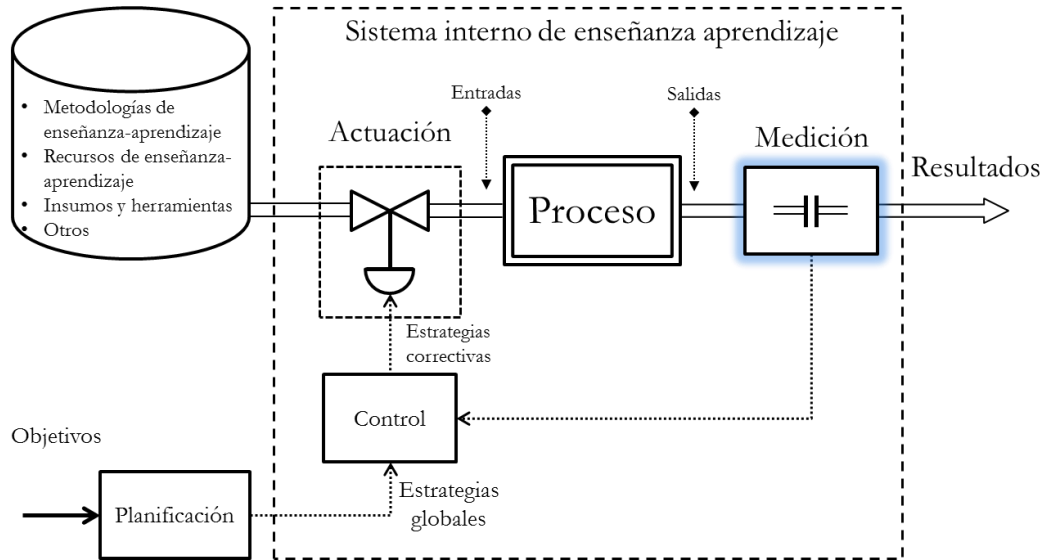 Sistema interno de enseñanza aprendizaje
• Metodologías de
enseñanza-aprendizaje
• Recursos de enseñanza-
aprendizaje
• Insumos y herramientas
• Otros
Actuación
Entradas
Proceso
Salidas
Medición
Resultados
Estrategias
correctivas
Control
Objetivos
Planificación
Estrategias
globales